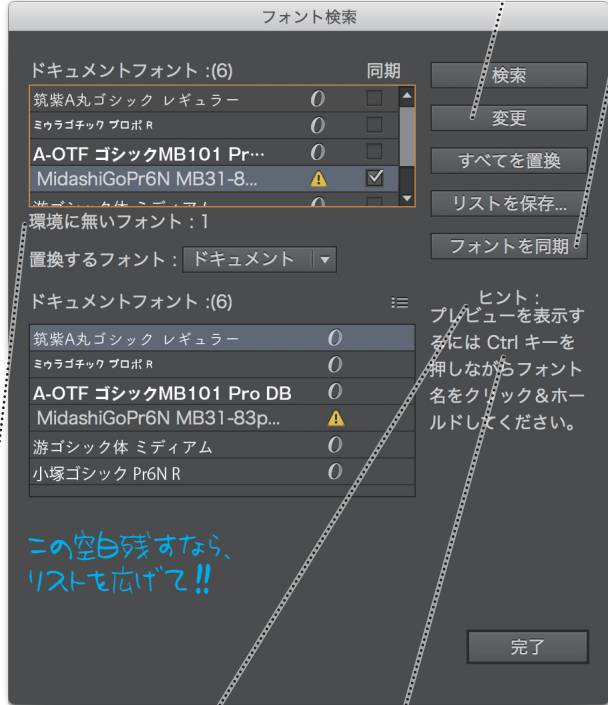 フォント検索
ドキュメントフォント :(6)
同期
筑紫A丸ゴシック レギュラー
ミウラゴチック プロポ R
A-OTF ゴシックMB101 Pr…
MidashiGoPr6N MB31-8...
游ゴシック体 ミディアム
環境に無いフォント : 1
置換するフォント : ドキュメント
ドキュメントフォント :(6)
筑紫A丸ゴシック レギュラー
ミウラゴチック プロポ R
A-OTF ゴシックMB101 Pro DB
MidashiGoPr6N MB31-83p...
游ゴシック体 ミディアム
小塚ゴシック Pr6N R
この空白残すなら、
リストを広げて!!
検索
変更
すべてを置換
リストを保存...
フォントを同期
ヒント :
プレビューを表示す
るには Ctrl キーを
押しながらフォント
名をクリック＆ホー
ルドしてください。
完了